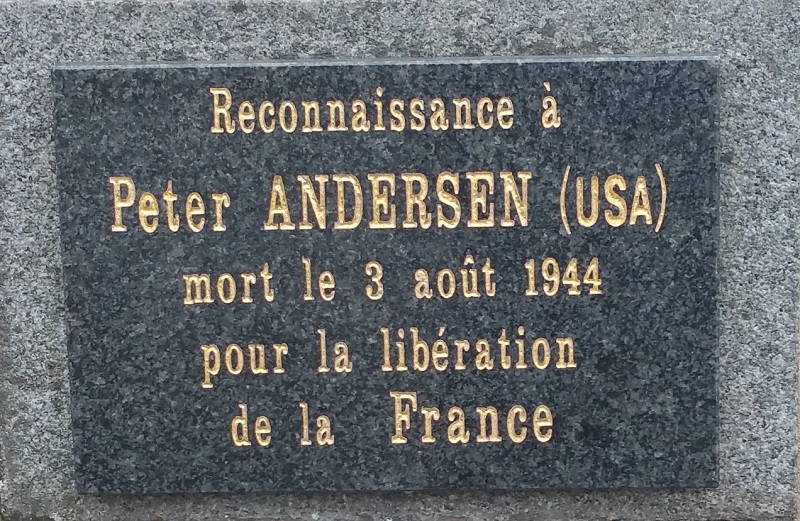 Reconnaissance à
Peter ANDERSEN (USA)
mort le 3 août 1944
pour la libération
de la France